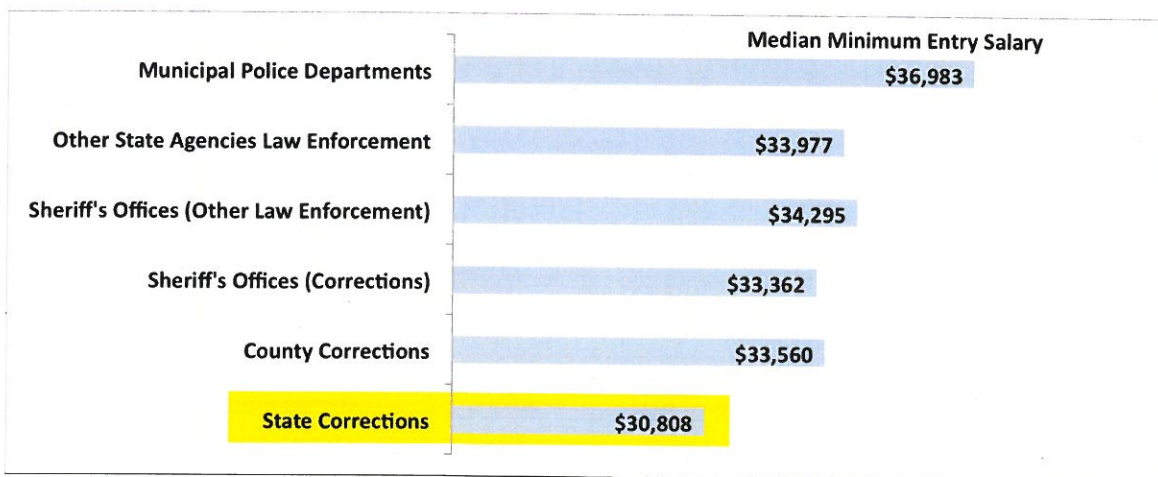 Median Minimum Entry Salary
Municipal Police Departments $36,983
Other State Agencies Law Enforcement $33,977
Sheriff's Offices (Other Law Enforcement) $34,295
Sheriff's Offices (Corrections) $33,362
County Corrections $33,560
State Corrections $30,808